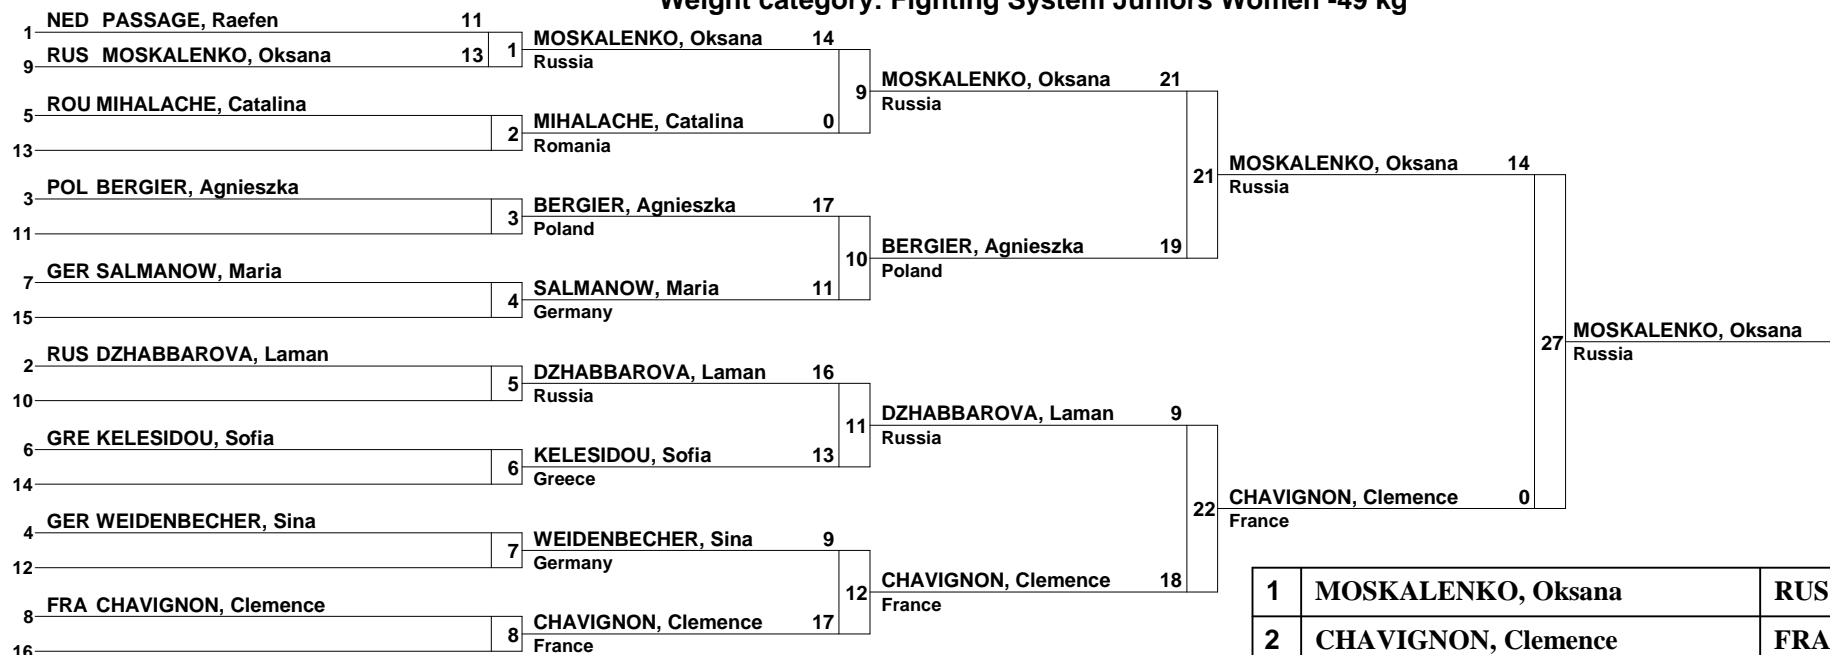 Weight category: Fighting System Juniors Women -49 kg
NED PASSAGE, Raefen 11
1
RUS MOSKALENKO, Oksana 13
9
1
MOSKALENKO, Oksana 14
Russia
ROU MIHALACHE, Catalina
5
13
2
MIHALACHE, Catalina 0
Romania
9
MOSKALENKO, Oksana 21
Russia
POL BERGIER, Agnieszka
3
11
3
BERGIER, Agnieszka 17
Poland
GER SALMANOW, Maria
7
15
4
SALMANOW, Maria 11
Germany
10
BERGIER, Agnieszka 19
Poland
21
MOSKALENKO, Oksana 14
Russia
RUS DZHABBAROVA, Laman
2
10
5
DZHABBAROVA, Laman 16
Russia
GRE KELESIDOU, Sofia
6
14
6
KELESIDOU, Sofia 13
Greece
11
DZHABBAROVA, Laman 9
Russia
GER WEIDENBECHER, Sina
4
12
7
WEIDENBECHER, Sina 9
Germany
FRA CHAVIGNON, Clemence
8
16
8
CHAVIGNON, Clemence 17
France
12
CHAVIGNON, Clemence 18
France
22
CHAVIGNON, Clemence 0
France
27
MOSKALENKO, Oksana
Russia
1 MOSKALENKO, Oksana RUS
2 CHAVIGNON, Clemence FRA